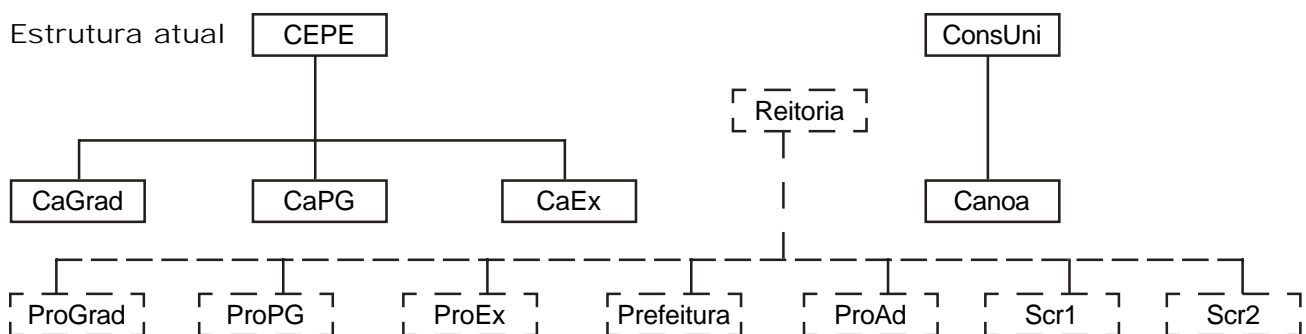 Estrutura atual
CEPE
ConsUni
Reitoria
CaGrad
CaPG
CaEx
Canoa
ProGrad
ProPG
ProEx
Prefeitura
ProAd
Scr1
Scr2